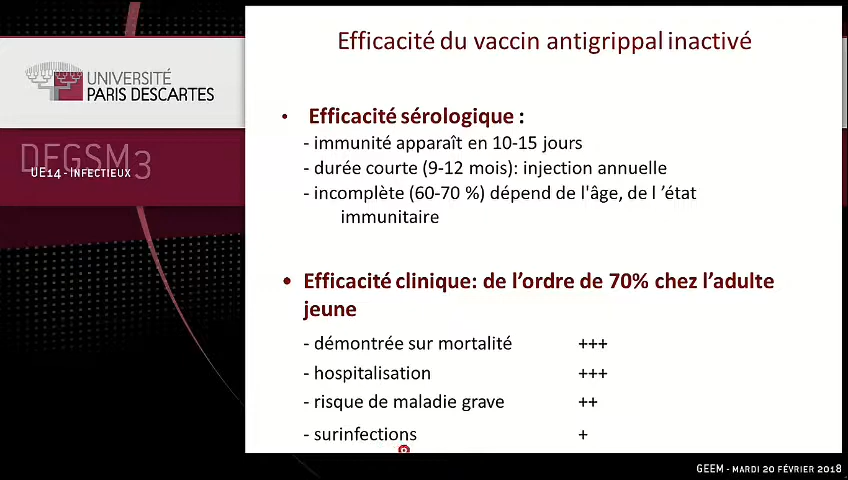 Efficacité du vaccin antigrippal inactivé
UNIVERSITÉ
PARIS DESCARTES
DFGSM3
UE14 - INFECTIEUX
• Efficacité sérologique :
- immunité apparaît en 10-15 jours
- durée courte (9-12 mois): injection annuelle
- incomplète (60-70 %) dépend de l'âge, de l ’état
immunitaire
• Efficacité clinique: de l’ordre de 70% chez l’adulte
jeune
- démontrée sur mortalité +++
- hospitalisation +++
- risque de maladie grave ++
- surinfections +
GEEM - MARDI 20 FÉVRIER 2018